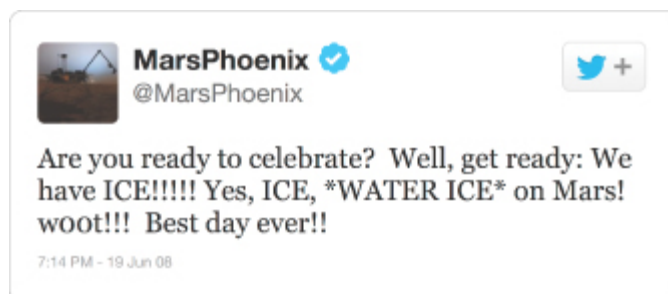 MarsPhoenix
@MarsPhoenix
+
Are you ready to celebrate?  Well, get ready: We
have ICE!!!!! Yes, ICE, *WATER ICE* on Mars!
w00t!!!  Best day ever!!
7:14 PM - 19 Jun 08